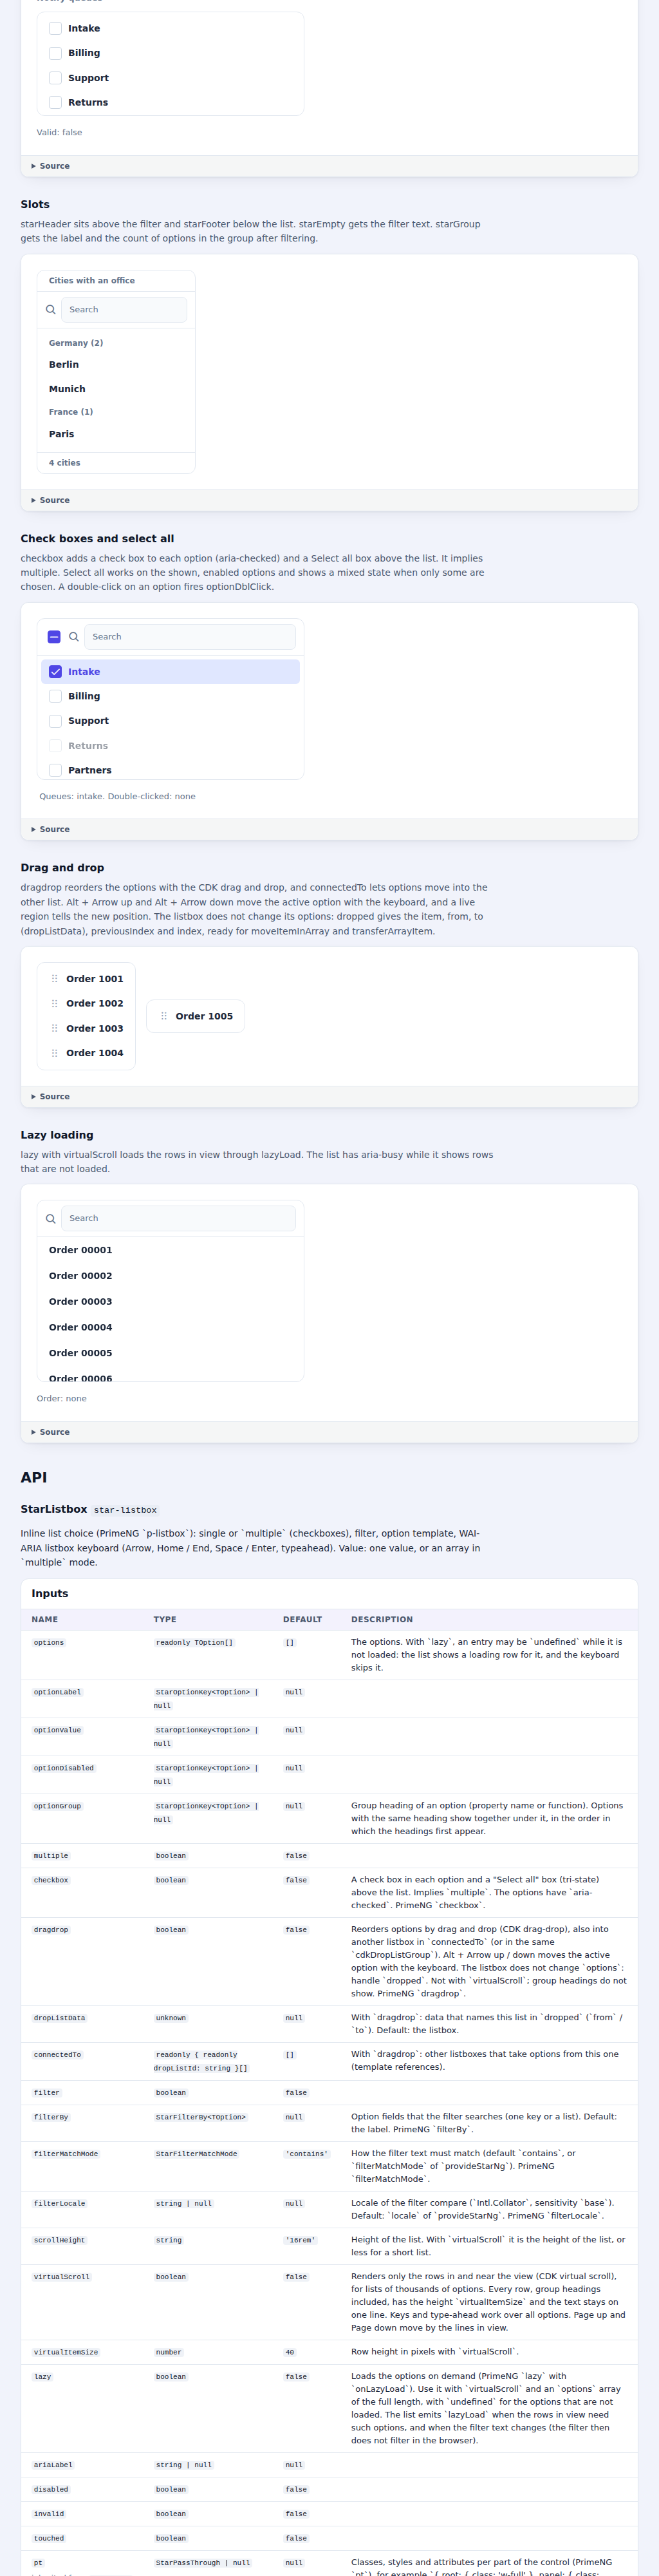 Intake
Billing
Support
Returns
Valid: false
Source
Slots
starHeader sits above the filter and starFooter below the list. starEmpty gets the filter text. starGroup
gets the label and the count of options in the group after filtering.
Cities with an office
Search
Germany (2)
Berlin
Munich
France (1)
Paris
4 cities
Source
Check boxes and select all
checkbox adds a check box to each option (aria-checked) and a Select all box above the list. It implies
multiple. Select all works on the shown, enabled options and shows a mixed state when only some are
chosen. A double-click on an option fires optionDblClick.
Search
Intake
Billing
Support
Returns
Partners
Queues: intake. Double-clicked: none
Source
Drag and drop
dragdrop reorders the options with the CDK drag and drop, and connectedTo lets options move into the
other list. Alt + Arrow up and Alt + Arrow down move the active option with the keyboard, and a live
region tells the new position. The listbox does not change its options: dropped gives the item, from, to
(dropListData), previousIndex and index, ready for moveItemInArray and transferArrayItem.
Order 1001
Order 1002
Order 1003
Order 1004
Order 1005
Source
Lazy loading
lazy with virtualScroll loads the rows in view through lazyLoad. The list has aria-busy while it shows rows
that are not loaded.
Search
Order 00001
Order 00002
Order 00003
Order 00004
Order 00005
Order 00006
Order: none
Source
API
StarListbox star-listbox
Inline list choice (PrimeNG `p-listbox`): single or `multiple` (checkboxes), filter, option template, WAI-
ARIA listbox keyboard (Arrow, Home / End, Space / Enter, typeahead). Value: one value, or an array in
`multiple` mode.
Inputs
NAME TYPE DEFAULT DESCRIPTION
options readonly TOption[] [] The options. With `lazy`, an entry may be `undefined` while it is
not loaded: the list shows a loading row for it, and the keyboard
skips it.
optionLabel StarOptionKey<TOption> | null
null
optionValue StarOptionKey<TOption> | null
null
optionDisabled StarOptionKey<TOption> | null
null
optionGroup StarOptionKey<TOption> | null Group heading of an option (property name or function). Options
null with the same heading show together under it, in the order in
which the headings first appear.
multiple boolean false
checkbox boolean false A check box in each option and a "Select all" box (tri-state)
above the list. Implies `multiple`. The options have `aria-
checked`. PrimeNG `checkbox`.
dragdrop boolean false Reorders options by drag and drop (CDK drag-drop), also into
another listbox in `connectedTo` (or in the same
`cdkDropListGroup`). Alt + Arrow up / down moves the active
option with the keyboard. The listbox does not change `options`:
handle `dropped`. Not with `virtualScroll`; group headings do not
show. PrimeNG `dragdrop`.
dropListData unknown null With `dragdrop`: data that names this list in `dropped` (`from` /
`to`). Default: the listbox.
connectedTo readonly { readonly [] With `dragdrop`: other listboxes that take options from this one
dropListId: string }[] (template references).
filter boolean false
filterBy StarFilterBy<TOption> null Option fields that the filter searches (one key or a list). Default:
the label. PrimeNG `filterBy`.
filterMatchMode StarFilterMatchMode 'contains' How the filter text must match (default `contains`, or
`filterMatchMode` of `provideStarNg`). PrimeNG
`filterMatchMode`.
filterLocale string | null null Locale of the filter compare (`Intl.Collator`, sensitivity `base`).
Default: `locale` of `provideStarNg`. PrimeNG `filterLocale`.
scrollHeight string '16rem' Height of the list. With `virtualScroll` it is the height of the list, or
less for a short list.
virtualScroll boolean false Renders only the rows in and near the view (CDK virtual scroll),
for lists of thousands of options. Every row, group headings
included, has the height `virtualItemSize` and the text stays on
one line. Keys and type-ahead work over all options. Page up and
Page down move by the lines in view.
virtualItemSize number 40 Row height in pixels with `virtualScroll`.
lazy boolean false Loads the options on demand (PrimeNG `lazy` with
`onLazyLoad`). Use it with `virtualScroll` and an `options` array
of the full length, with `undefined` for the options that are not
loaded. The list emits `lazyLoad` when the rows in view need
such options, and when the filter text changes (the filter then
does not filter in the browser).
ariaLabel string | null null
disabled boolean false
invalid boolean false
touched boolean false
pt StarPassThrough | null null Classes, styles and attributes per part of the control (PrimeNG